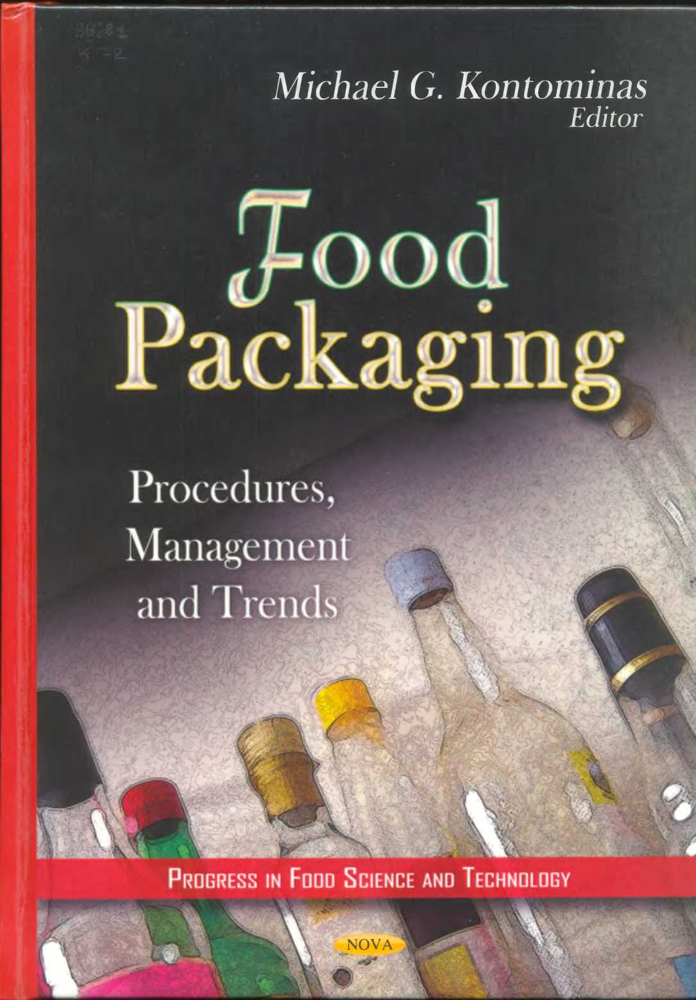 Michael G. Kontominas
Editor
Food
Packaging
Procedures,
Management
and Trends
PROGRESS IN FOOD SCIENCE AND TECHNOLOGY
NOVA